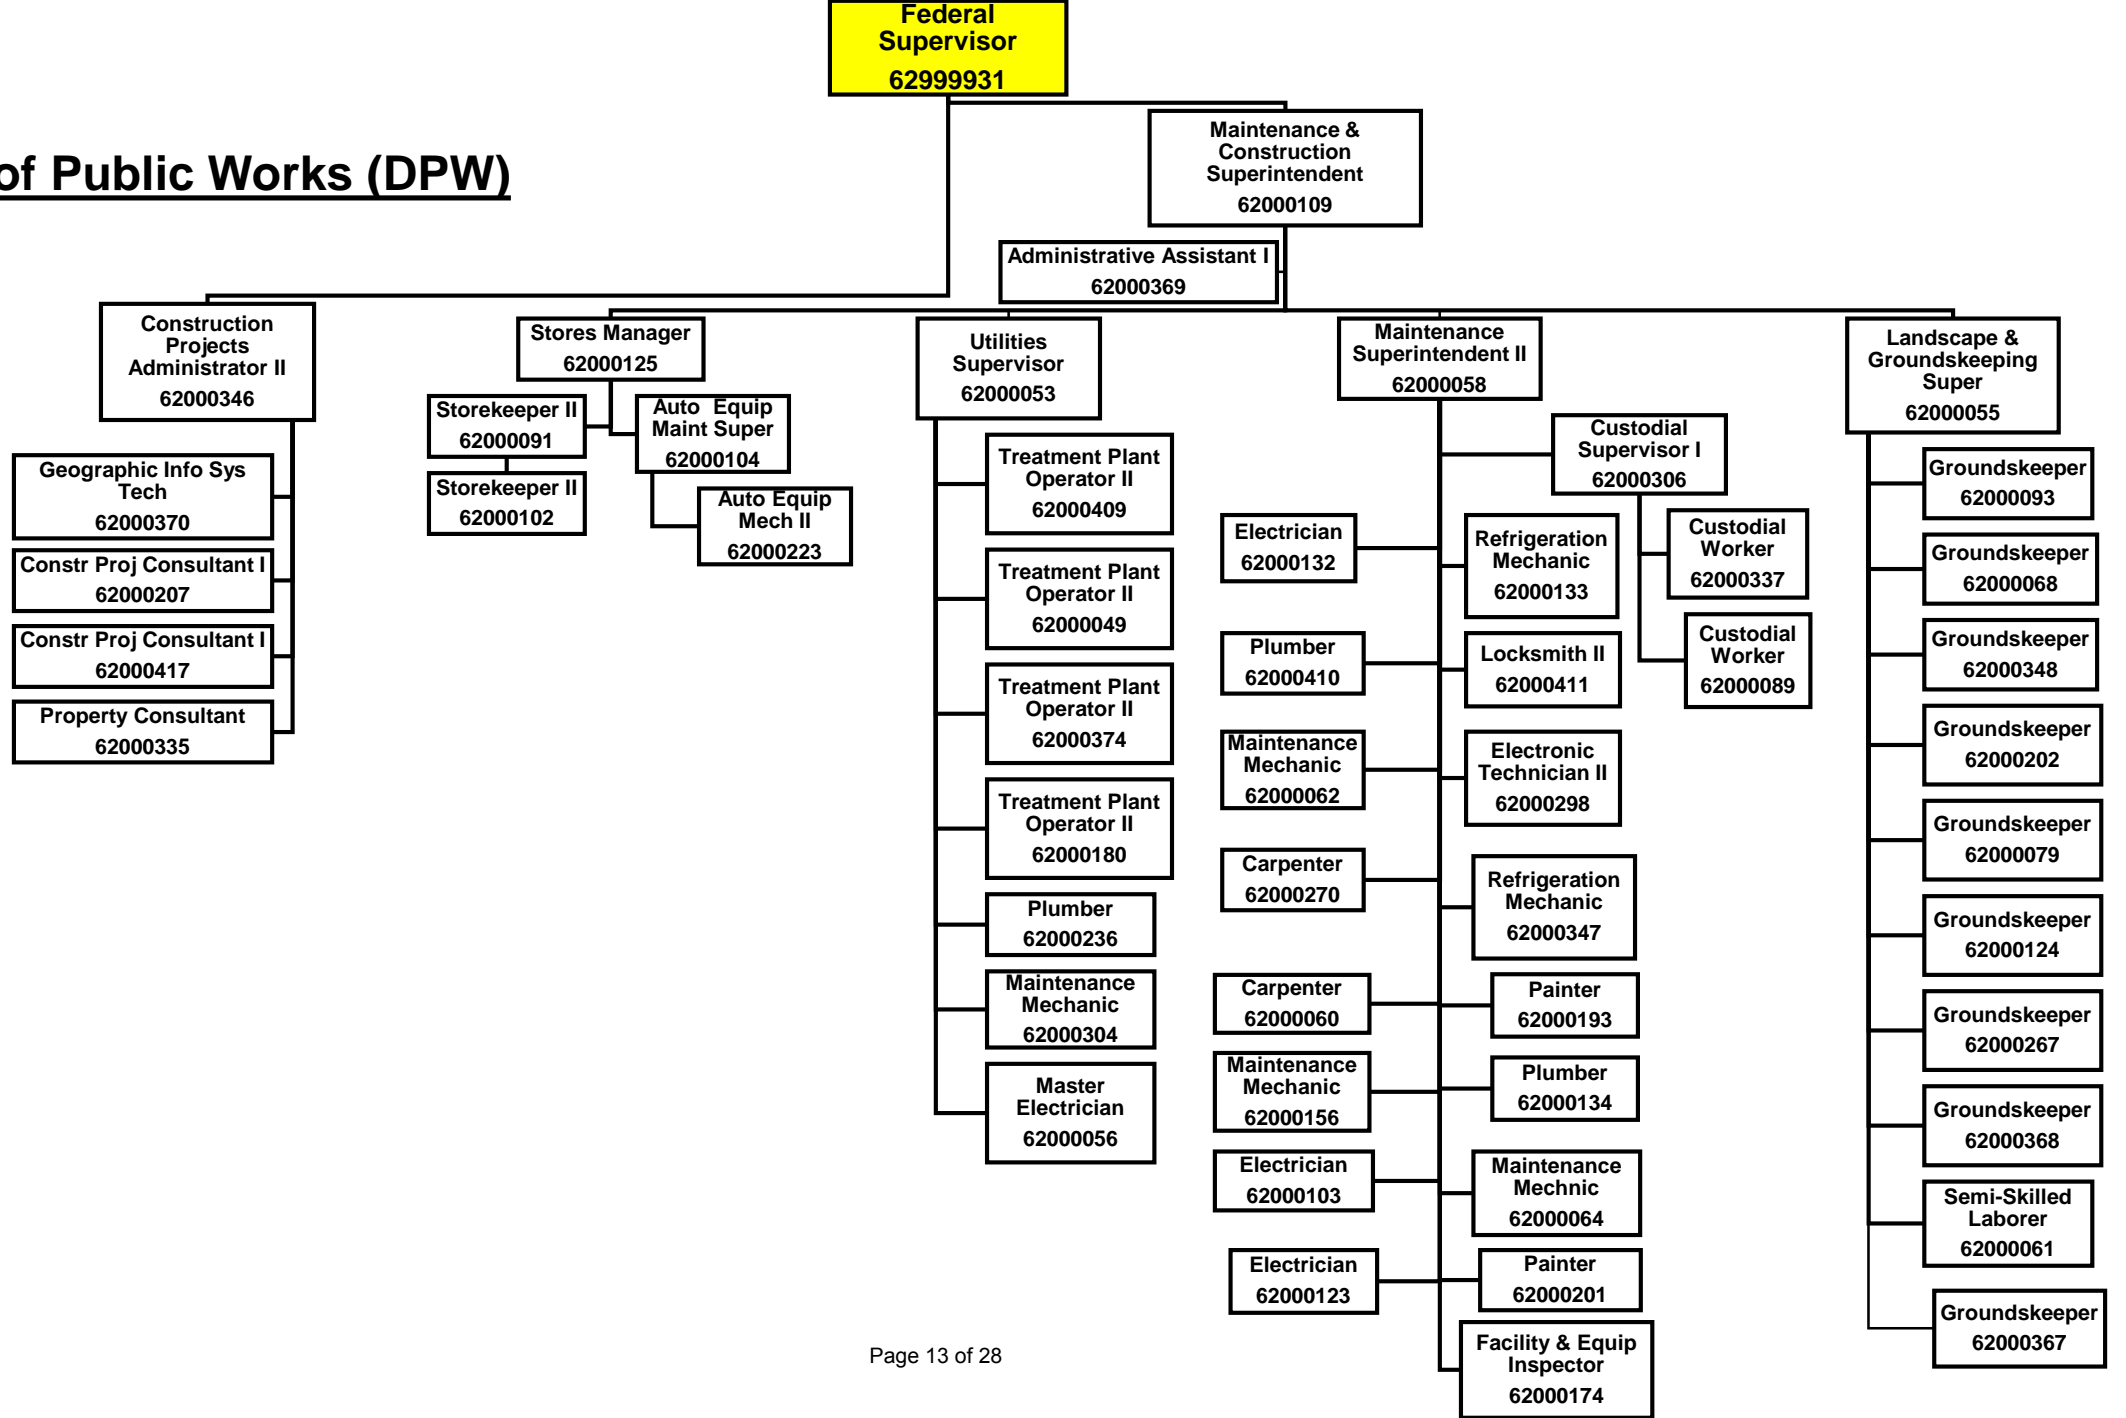 Federal
Supervisor
62999931
of Public Works (DPW)
Maintenance &
Construction
Superintendent
62000109
Administrative Assistant I
62000369
Construction
Projects
Administrator II
62000346
Geographic Info Sys
Tech
62000370
Constr Proj Consultant I
62000207
Constr Proj Consultant I
62000417
Property Consultant
62000335
Stores Manager
62000125
Storekeeper II
62000091
Storekeeper II
62000102
Auto Equip
Maint Super
62000104
Auto Equip
Mech II
62000223
Utilities
Supervisor
62000053
Treatment Plant
Operator II
62000409
Treatment Plant
Operator II
62000049
Treatment Plant
Operator II
62000374
Treatment Plant
Operator II
62000180
Plumber
62000236
Maintenance
Mechanic
62000304
Master
Electrician
62000056
Maintenance
Superintendent II
62000058
Custodial
Supervisor I
62000306
Custodial
Worker
62000337
Custodial
Worker
62000089
Electrician
62000132
Refrigeration
Mechanic
62000133
Plumber
62000410
Locksmith II
62000411
Maintenance
Mechanic
62000062
Electronic
Technician II
62000298
Carpenter
62000270
Refrigeration
Mechanic
62000347
Carpenter
62000060
Painter
62000193
Maintenance
Mechanic
62000156
Plumber
62000134
Electrician
62000103
Maintenance
Mechnic
62000064
Electrician
62000123
Painter
62000201
Facility & Equip
Inspector
62000174
Landscape &
Groundskeeping
Super
62000055
Groundskeeper
62000093
Groundskeeper
62000068
Groundskeeper
62000348
Groundskeeper
62000202
Groundskeeper
62000079
Groundskeeper
62000124
Groundskeeper
62000267
Groundskeeper
62000368
Semi-Skilled
Laborer
62000061
Groundskeeper
62000367
Page 13 of 28